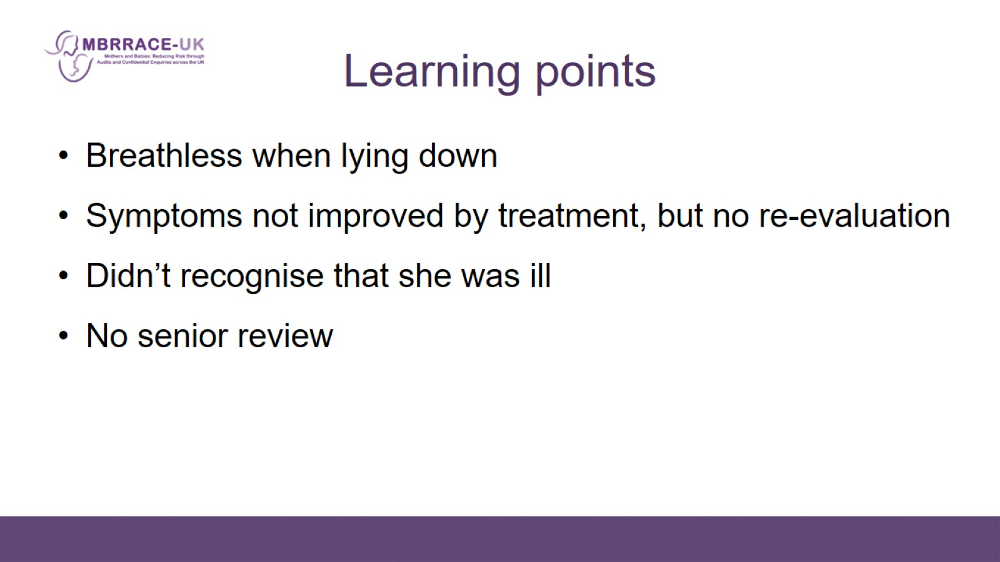 MBRRACE-UK
Mothers and Babies: Reducing Risk through
Audits and Confidential Enquiries across the UK
Learning points
• Breathless when lying down
• Symptoms not improved by treatment, but no re-evaluation
• Didn’t recognise that she was ill
• No senior review